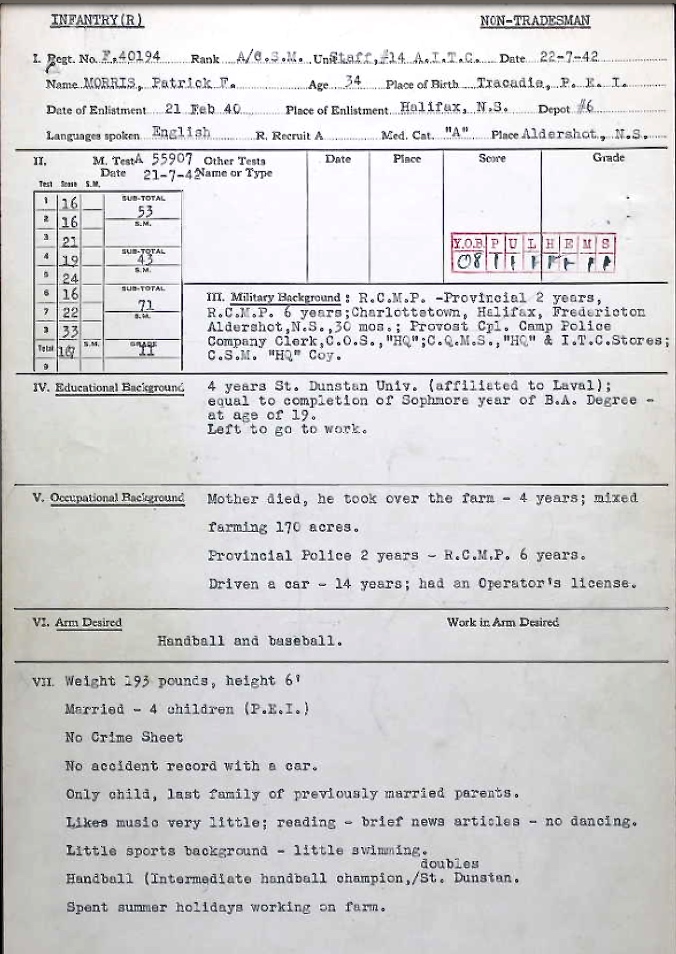 INFANTRY(R) NON-TRADESMAN
I. Regt. No. F.40194 Rank A/C.S.M. Unit Staff, #14 A.I.T.C. Date 22-7-42
Name MORRIS, Patrick F. Age 34 Place of Birth Tracadie, P. E. I.
Date of Enlistment 21 Feb 40 Place of Enlistment Halifax, N.S. Depot #6
Languages spoken English R. Recruit A Med. Cat. "A" Place Aldershot, N.S.
II. M. Test A 55907 Other Tests Date Place Score Grade
Date 21-7-42 Name or Type
Test Score S.M.
1 16 SUB-TOTAL
53
2 16 S.M.
3 21
4 19 SUB-TOTAL
43
5 24 S.M.
6 16 SUB-TOTAL
71
7 22 S.M.
8 33
Total S.M. GRADE
II
9
Y.O.B P U L H E M S
08 1 1 1
III. Military Background : R.C.M.P. -Provincial 2 years,
R.C.M.P. 6 years;Charlottetown, Halifax, Fredericton
Aldershot,N.S.,30 mos.; Provost Cpl. Camp Police
Company Clerk,C.O.S.,"HQ";C.Q.M.S.,"HQ" & I.T.C.Stores;
C.S.M. "HQ" Coy.
IV. Educational Background 4 years St. Dunstan Univ. (affiliated to Laval);
equal to completion of Sophmore year of B.A. Degree -
at age of 19.
Left to go to work.
V. Occupational Background Mother died, he took over the farm - 4 years; mixed
farming 170 acres.
Provincial Police 2 years - R.C.M.P. 6 years.
Driven a car - 14 years; had an Operator's license.
VI. Arm Desired Work in Arm Desired
Handball and baseball.
VII. Weight 193 pounds, height 6'
Married - 4 children (P.E.I.)
No Crime Sheet
No accident record with a car.
Only child, last family of previously married parents.
Likes music very little; reading - brief news articles - no dancing.
Little sports background - little swimming.
doubles
Handball (Intermediate handball champion,/St. Dunstan.
Spent summer holidays working on farm.